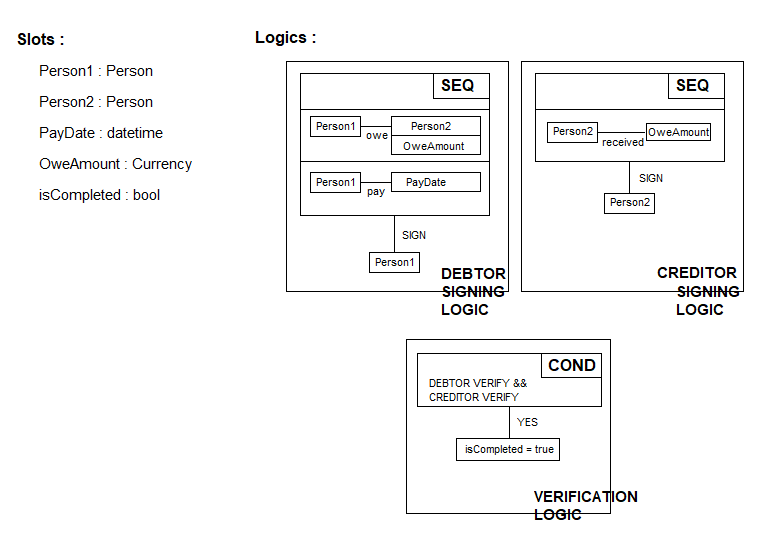 Slots :
Person1 : Person
Person2 : Person
PayDate : datetime
OweAmount : Currency
isCompleted : bool
Logics :
SEQ
Person1
owe
Person2
OweAmount
Person1
pay
PayDate
SIGN
Person1
DEBTOR
SIGNING
LOGIC
SEQ
Person2
received
OweAmount
SIGN
Person2
CREDITOR
SIGNING
LOGIC
COND
DEBTOR VERIFY &&
CREDITOR VERIFY
YES
isCompleted = true
VERIFICATION
LOGIC